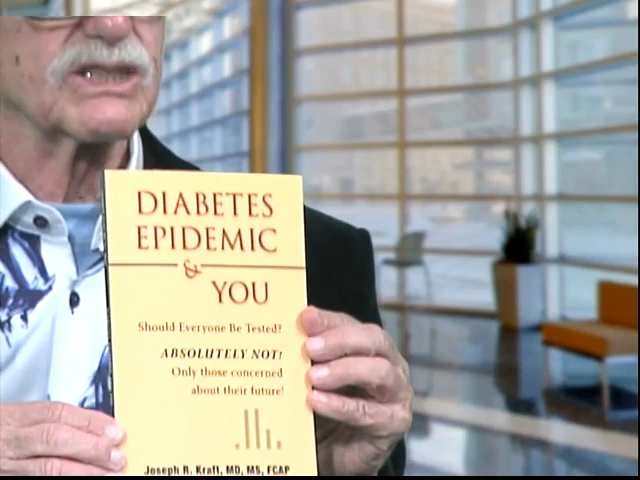 DIABETES
EPIDEMIC
&
YOU
Should Everyone Be Tested?
ABSOLUTELY NOT!
Only those concerned
about their future!
Joseph R. Kraft, MD, MS, FCAP